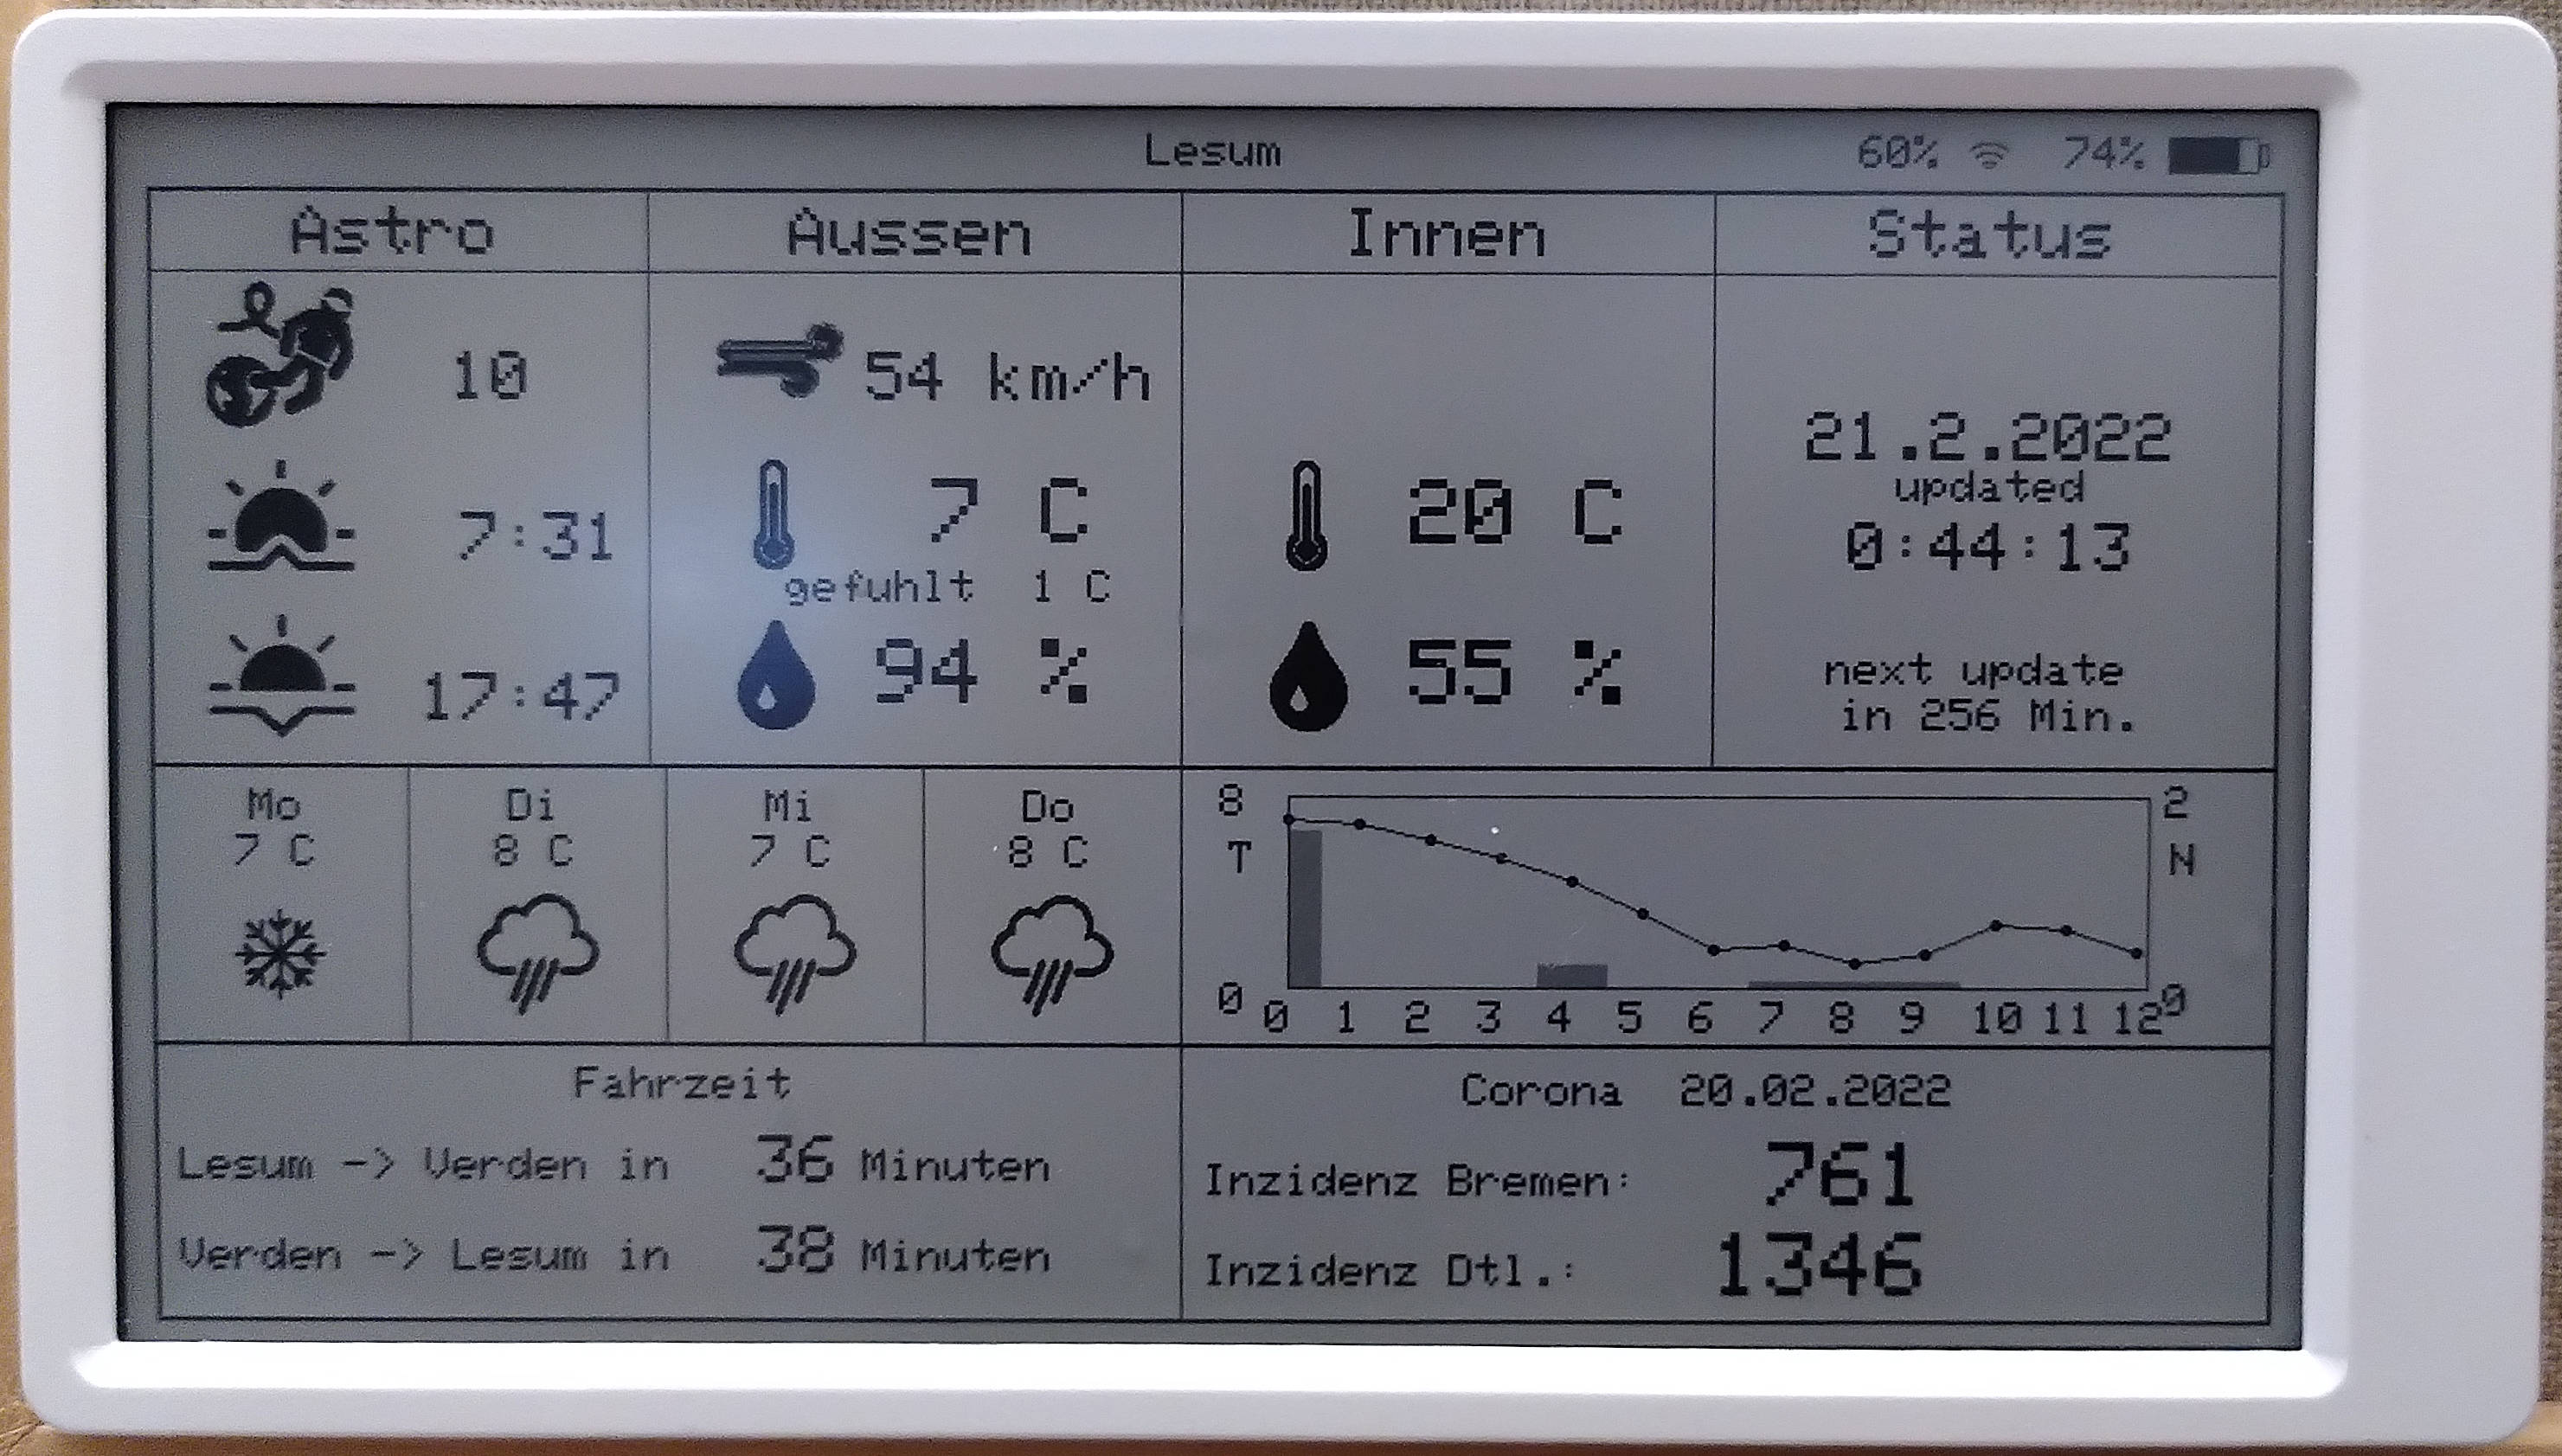 Lesum
60% 74%
Astro
10
7:31
17:47
Aussen
54 km/h
7 C
gefuhlt 1 C
94 %
Innen
20 C
55 %
Status
21.2.2022
updated
0:44:13
next update
in 256 Min.
Mo
7 C
Di
8 C
Mi
7 C
Do
8 C
8 2
T N
0 0
0 1 2 3 4 5 6 7 8 9 10 11 12
Fahrzeit
Lesum -> Verden in 36 Minuten
Verden -> Lesum in 38 Minuten
Corona 20.02.2022
Inzidenz Bremen: 761
Inzidenz Dtl.: 1346